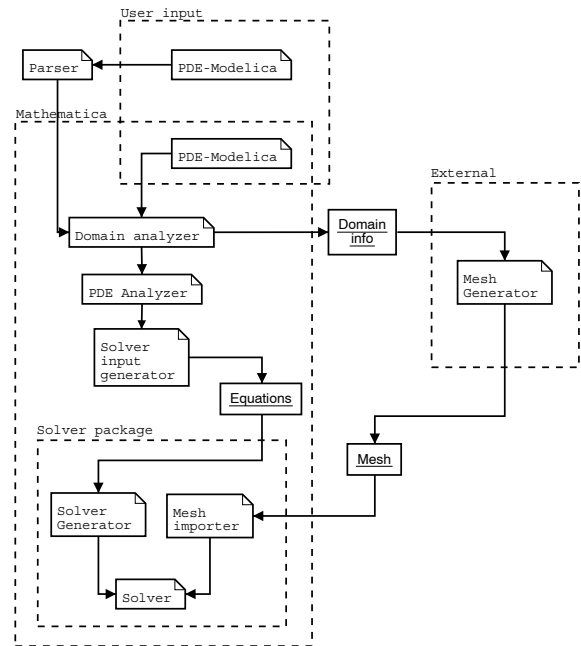 User input
Parser
PDE-Modelica
Mathematica
PDE-Modelica
External
Domain analyzer
Domain
info
PDE Analyzer
Mesh
Generator
Solver
input
generator
Equations
Solver package
Mesh
Solver
Generator
Mesh
importer
Solver